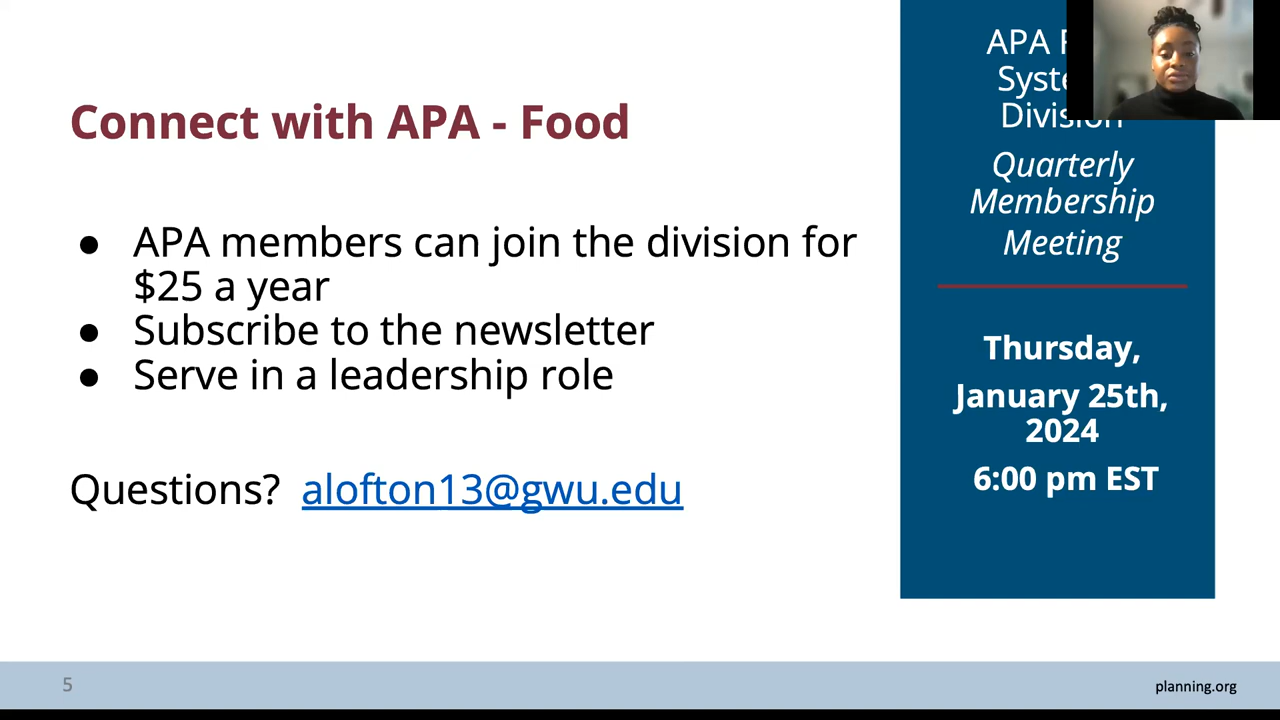 Connect with APA - Food
● APA members can join the division for
$25 a year
● Subscribe to the newsletter
● Serve in a leadership role
Questions? alofton13@gwu.edu
APA
Division
Quarterly
Membership
Meeting
Thursday,
January 25th,
2024
6:00 pm EST
5
planning.org